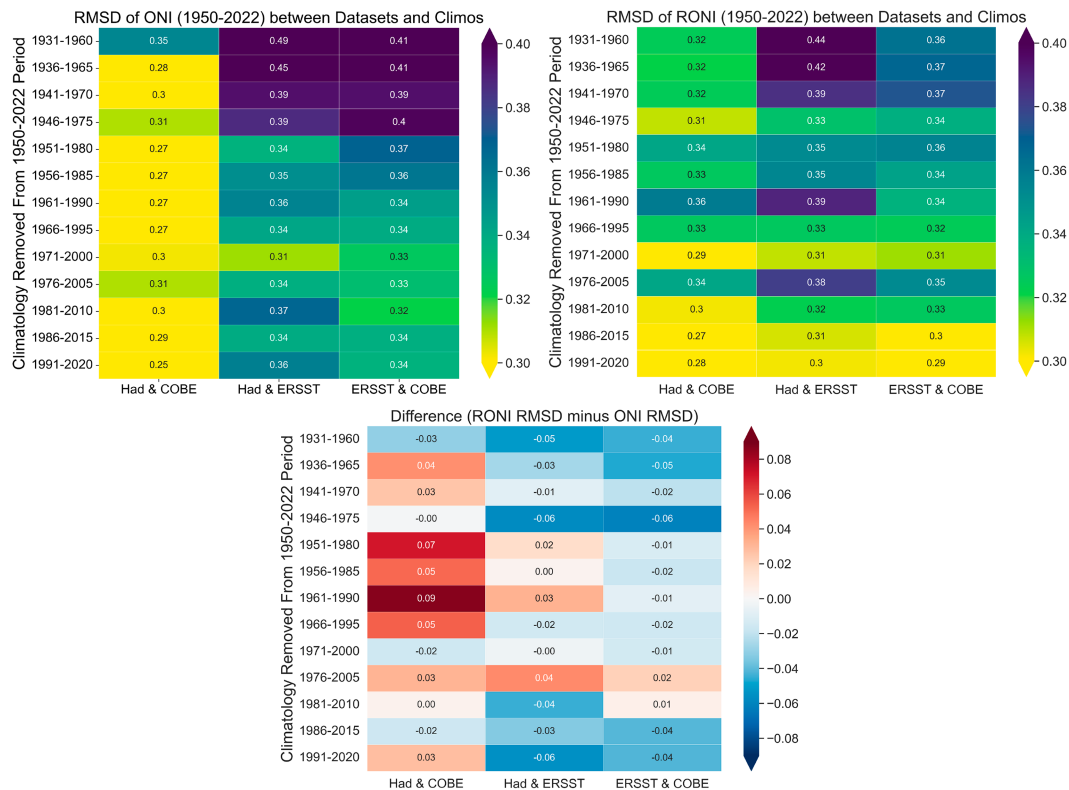 RMSD of ONI (1950-2022) between Datasets and Climos
Climatology Removed From 1950-2022 Period
1931-1960 0.35 0.49 0.41
1936-1965 0.28 0.45 0.41
1941-1970 0.3 0.39 0.39
1946-1975 0.31 0.39 0.4
1951-1980 0.27 0.34 0.37
1956-1985 0.27 0.35 0.36
1961-1990 0.27 0.36 0.34
1966-1995 0.27 0.34 0.34
1971-2000 0.3 0.31 0.33
1976-2005 0.31 0.34 0.33
1981-2010 0.3 0.37 0.32
1986-2015 0.29 0.34 0.34
1991-2020 0.25 0.36 0.34
Had & COBE Had & ERSST ERSST & COBE
0.40
0.38
0.36
0.34
0.32
0.30
RMSD of RONI (1950-2022) between Datasets and Climos
Climatology Removed From 1950-2022 Period
1931-1960 0.32 0.44 0.36
1936-1965 0.32 0.42 0.37
1941-1970 0.32 0.39 0.37
1946-1975 0.31 0.33 0.34
1951-1980 0.34 0.35 0.36
1956-1985 0.33 0.35 0.34
1961-1990 0.36 0.39 0.34
1966-1995 0.33 0.33 0.32
1971-2000 0.29 0.31 0.31
1976-2005 0.34 0.38 0.35
1981-2010 0.3 0.32 0.33
1986-2015 0.27 0.31 0.3
1991-2020 0.28 0.3 0.29
Had & COBE Had & ERSST ERSST & COBE
0.40
0.38
0.36
0.34
0.32
0.30
Difference (RONI RMSD minus ONI RMSD)
Climatology Removed From 1950-2022 Period
1931-1960 -0.03 -0.05 -0.04
1936-1965 0.04 -0.03 -0.05
1941-1970 0.03 -0.01 -0.02
1946-1975 -0.00 -0.06 -0.06
1951-1980 0.07 0.02 -0.01
1956-1985 0.05 0.00 -0.02
1961-1990 0.09 0.03 -0.01
1966-1995 0.05 -0.02 -0.02
1971-2000 -0.02 -0.00 -0.01
1976-2005 0.03 0.04 0.02
1981-2010 0.00 -0.04 0.01
1986-2015 -0.02 -0.03 -0.04
1991-2020 0.03 -0.06 -0.04
Had & COBE Had & ERSST ERSST & COBE
0.08
0.06
0.04
0.02
0.00
−0.02
−0.04
−0.06
−0.08